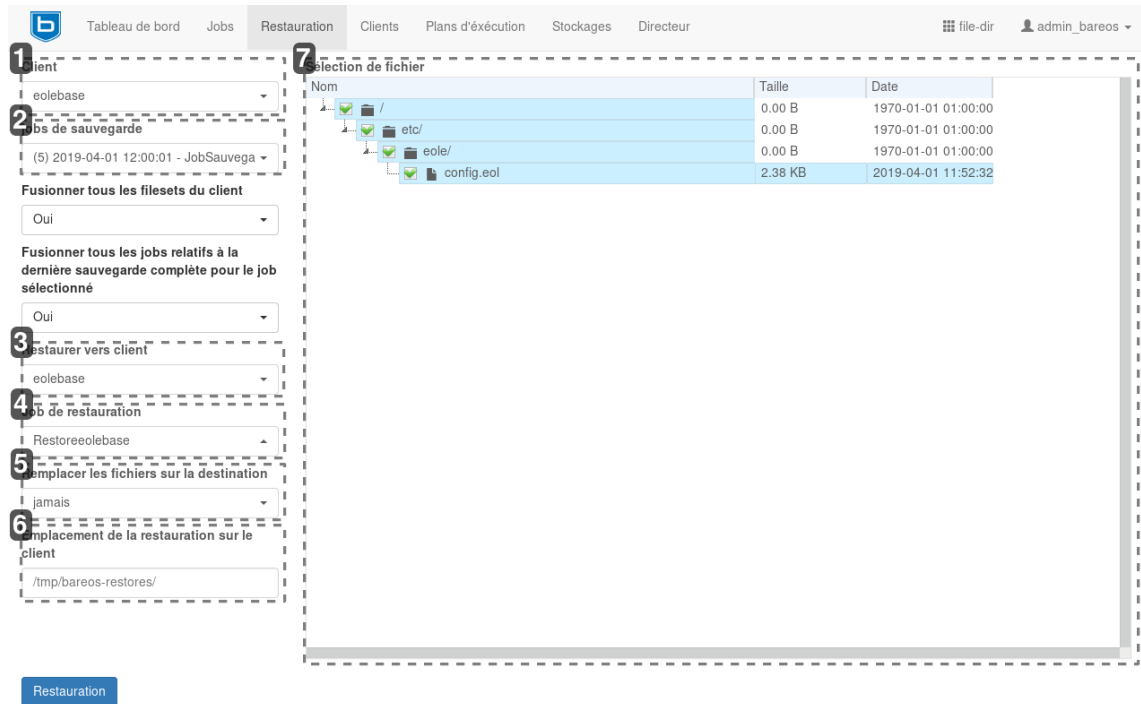 Tableau de bord Jobs Restauration Clients Plans d'éxécution Stockages Directeur file-dir admin_bareos
1
Client
eolebase
2
Jobs de sauvegarde
(5) 2019-04-01 12:00:01 - JobSauvega
Fusionner tous les filesets du client
Oui
Fusionner tous les jobs relatifs à la
dernière sauvegarde complète pour le job
sélectionné
Oui
3
Restaurer vers client
eolebase
4
Job de restauration
Restoreeolebase
5
Remplacer les fichiers sur la destination
jamais
6
Emplacement de la restauration sur le
client
/tmp/bareos-restores/
Restauration
7
Sélection de fichier
Nom Taille Date
/ 0.00 B 1970-01-01 01:00:00
etc/ 0.00 B 1970-01-01 01:00:00
eole/ 0.00 B 1970-01-01 01:00:00
config.eol 2.38 KB 2019-04-01 11:52:32